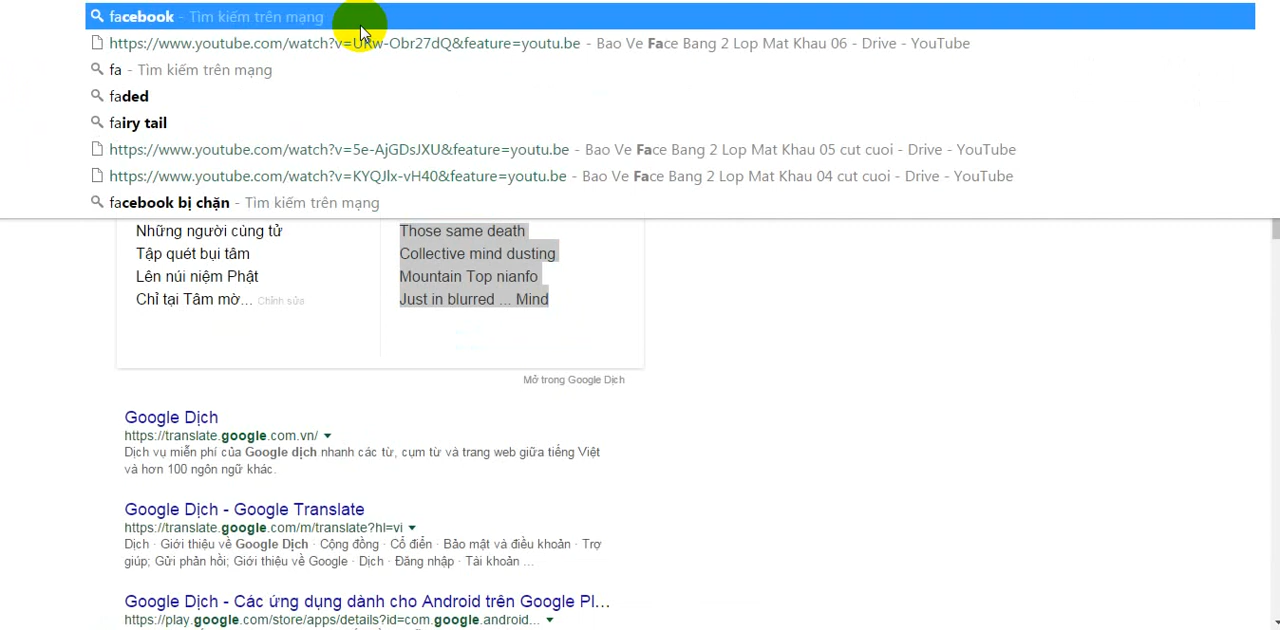 facebook - Tìm kiếm trên mạng
https://www.youtube.com/watch?v=URw-Obr27dQ&feature=youtu.be - Bao Ve Face Bang 2 Lop Mat Khau 06 - Drive - YouTube
fa - Tìm kiếm trên mạng
faded
fairy tail
https://www.youtube.com/watch?v=5e-AjGDsJXU&feature=youtu.be - Bao Ve Face Bang 2 Lop Mat Khau 05 cut cuoi - Drive - YouTube
https://www.youtube.com/watch?v=KYQJlx-vH40&feature=youtu.be - Bao Ve Face Bang 2 Lop Mat Khau 04 cut cuoi - Drive - YouTube
facebook bị chặn - Tìm kiếm trên mạng
Những người cùng tử
Tập quét bụi tâm
Lên núi niệm Phật
Chỉ tại Tâm mờ... Chỉnh sửa
Those same death
Collective mind dusting
Mountain Top nianfo
Just in blurred ... Mind
Mở trong Google Dịch
Google Dịch
https://translate.google.com.vn/
Dịch vụ miễn phí của Google dịch nhanh các từ, cụm từ và trang web giữa tiếng Việt
và hơn 100 ngôn ngữ khác.
Google Dịch - Google Translate
https://translate.google.com/m/translate?hl=vi
Dịch · Giới thiệu về Google Dịch · Cộng đồng · Cổ điển · Bảo mật và điều khoản · Trợ
giúp; Gửi phản hồi; Giới thiệu về Google · Dịch · Đăng nhập · Tài khoản ...
Google Dịch - Các ứng dụng dành cho Android trên Google Pl...
https://play.google.com/store/apps/details?id=com.google.android...